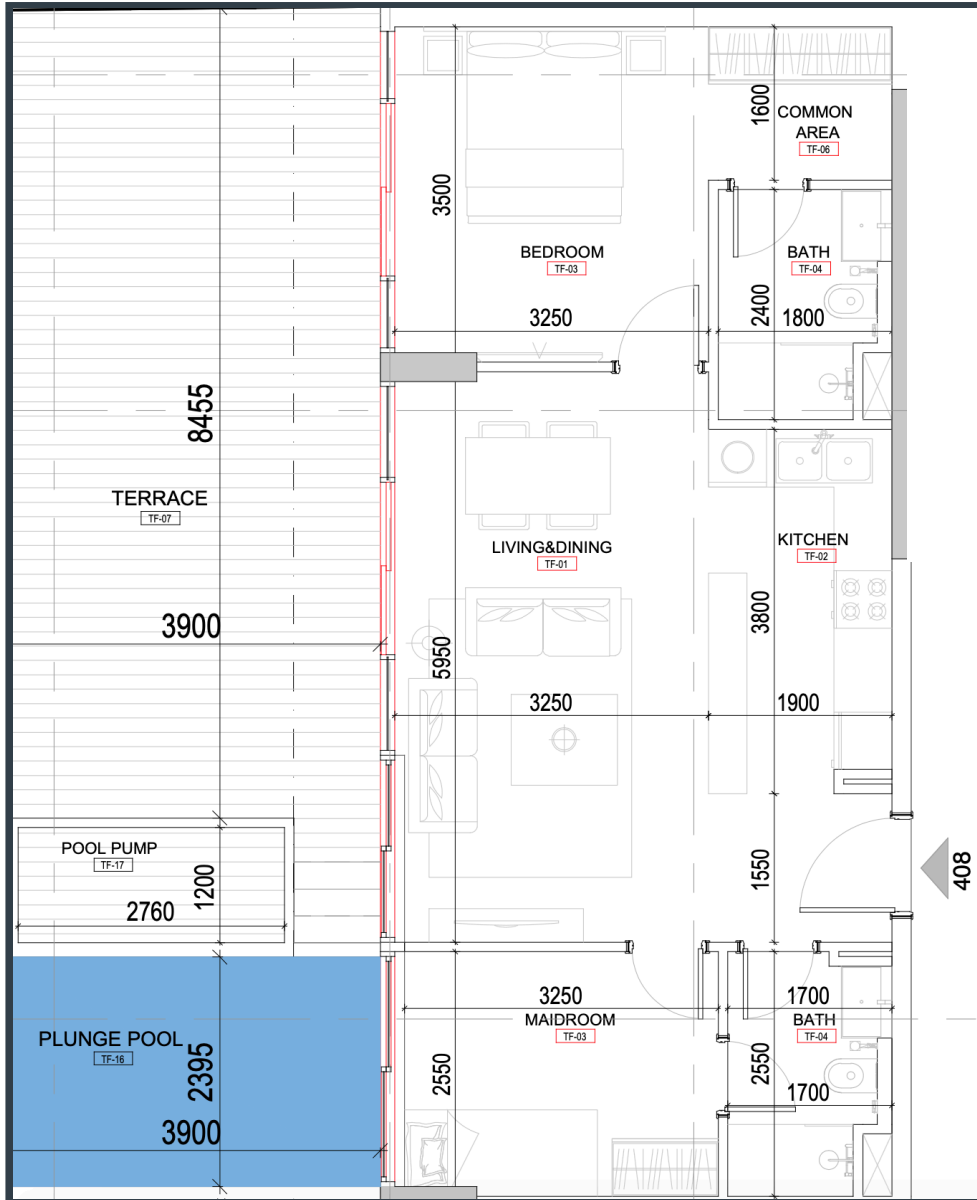 1600
COMMON
AREA
TF-06
3500
BEDROOM
TF-03
BATH
TF-04
2400
3250
1800
8455
TERRACE
TF-07
LIVING&DINING
TF-01
KITCHEN
TF-02
3800
3900
5950
3250
1900
POOL PUMP
TF-17
1200
2760
1550
408
3250
MAIDROOM
TF-03
1700
BATH
TF-04
PLUNGE POOL
TF-16
2395
2550
2550
1700
3900